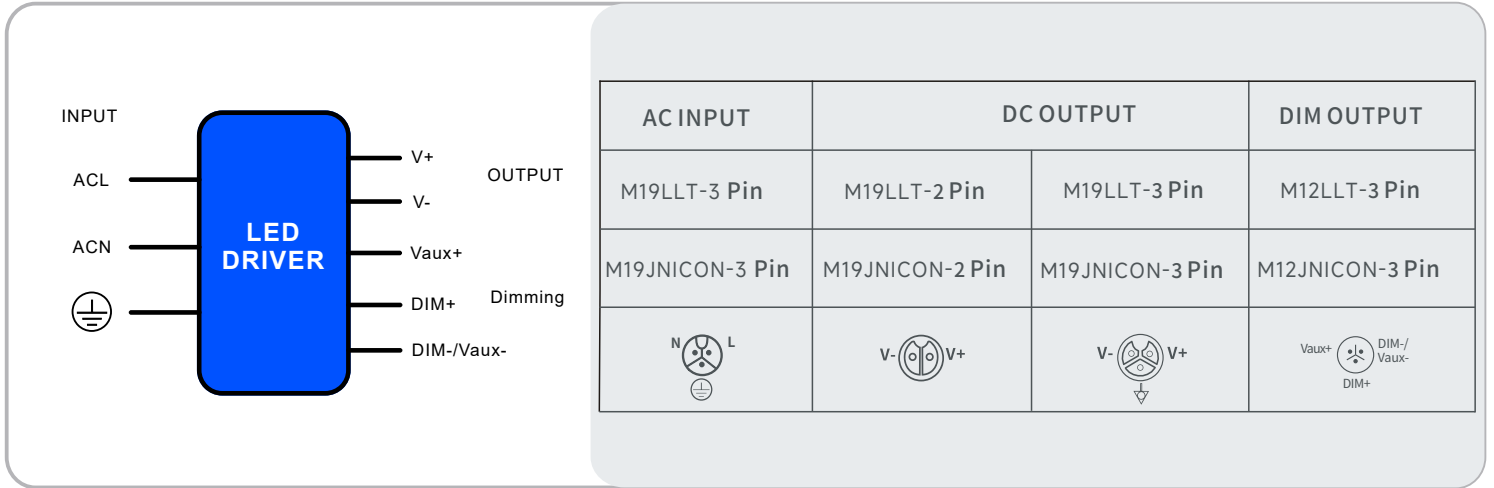 INPUT
ACL
ACN
LED
DRIVER
V+
V-
Vaux+
DIM+
DIM-/Vaux-
OUTPUT
Dimming
AC INPUT DC OUTPUT DIM OUTPUT
M19LLT-3 Pin M19LLT-2 Pin M19LLT-3 Pin M12LLT-3 Pin
M19JNICON-3 Pin M19JNICON-2 Pin M19JNICON-3 Pin M12JNICON-3 Pin
N L V- V+ V- V+ Vaux+ DIM-/
Vaux-
DIM+